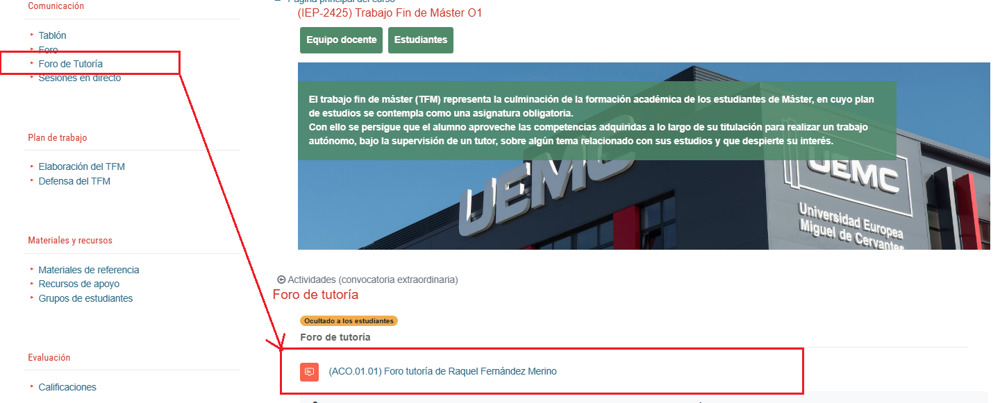 Comunicación
Tablón
Foro
Foro de Tutoría
Sesiones en directo
Plan de trabajo
Elaboración del TFM
Defensa del TFM
Materiales y recursos
Materiales de referencia
Recursos de apoyo
Grupos de estudiantes
Evaluación
Calificaciones
Página principal del curso
(IEP-2425) Trabajo Fin de Máster O1
Equipo docente
Estudiantes
El trabajo fin de máster (TFM) representa la culminación de la formación académica de los estudiantes de Máster, en cuyo plan
de estudios se contempla como una asignatura obligatoria.
Con ello se persigue que el alumno aproveche las competencias adquiridas a lo largo de su titulación para realizar un trabajo
autónomo, bajo la supervisión de un tutor, sobre algún tema relacionado con sus estudios y que despierte su interés.
UEMC
UEMC
Universidad Europea
Miguel de Cervantes
Actividades (convocatoria extraordinaria)
Foro de tutoría
Ocultado a los estudiantes
Foro de tutoría
(ACO.01.01) Foro tutoría de Raquel Fernández Merino